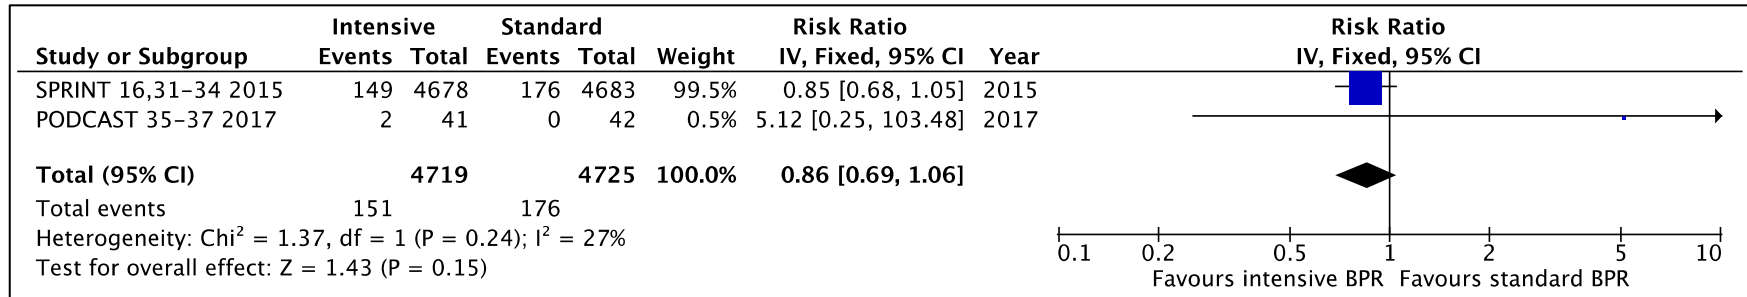 Intensive Standard Risk Ratio Risk Ratio
Study or Subgroup Events Total Events Total Weight IV, Fixed, 95% CI Year IV, Fixed, 95% CI
SPRINT 16,31–34 2015 149 4678 176 4683 99.5% 0.85 [0.68, 1.05] 2015
PODCAST 35–37 2017 2 41 0 42 0.5% 5.12 [0.25, 103.48] 2017
Total (95% CI) 4719 4725 100.0% 0.86 [0.69, 1.06]
Total events 151 176
Heterogeneity: Chi² = 1.37, df = 1 (P = 0.24); I² = 27%
Test for overall effect: Z = 1.43 (P = 0.15)
0.1 0.2 0.5 1 2 5 10
Favours intensive BPR Favours standard BPR